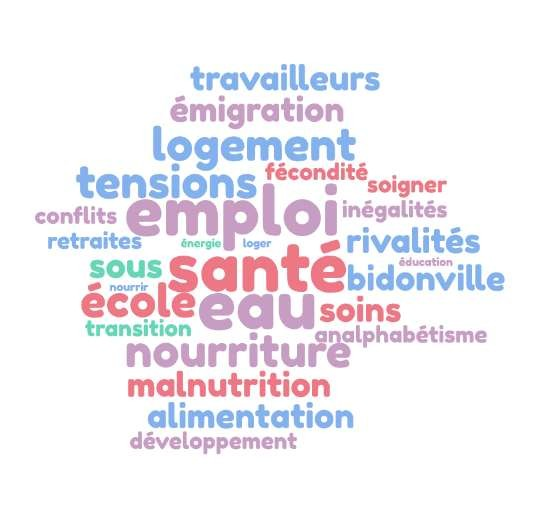 travailleurs
émigration
logement
fécondité
tensions
soigner
emploi
conflits
inégalités
retraites
énergie
loger
rivalités
sous
santé
éducation
bidonville
nourrir
école
eau
soins
transition
analphabétisme
nourriture
malnutrition
alimentation
développement